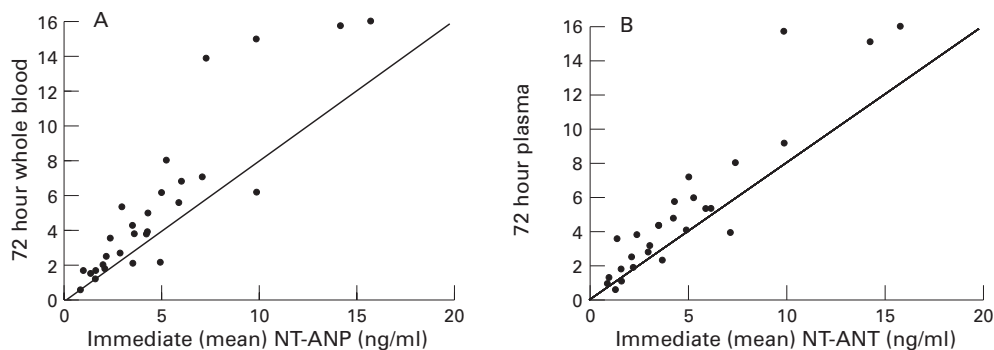 A
16
14
12
10
8
6
4
2
0
72 hour whole blood
0 5 10 15 20
Immediate (mean) NT-ANP (ng/ml)
B
16
14
12
10
8
6
4
2
0
72 hour plasma
0 5 10 15 20
Immediate (mean) NT-ANT (ng/ml)